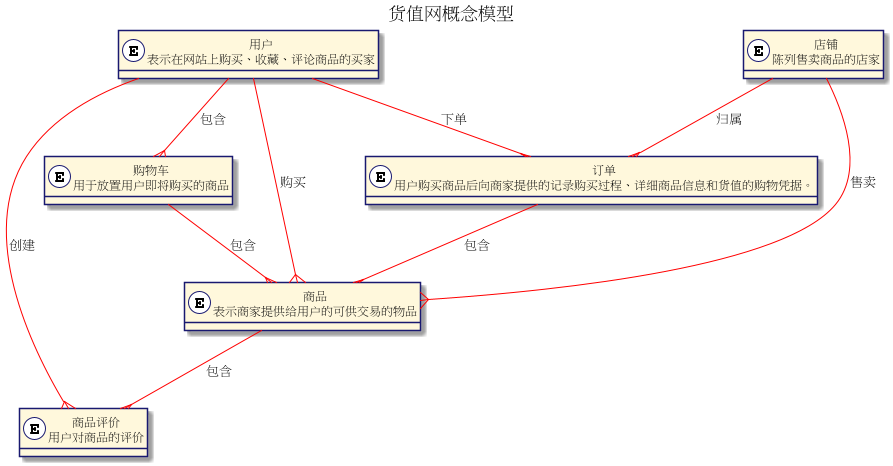 货值网概念模型
E
用户
表示在网站上购买、收藏、评论商品的买家
E
店铺
陈列售卖商品的店家
包含
下单
归属
E
购物车
用于放置用户即将购买的商品
购买
E
订单
用户购买商品后向商家提供的记录购买过程、详细商品信息和货值的购物凭据。
售卖
创建
包含
包含
E
商品
表示商家提供给用户的可供交易的物品
包含
E
商品评价
用户对商品的评价